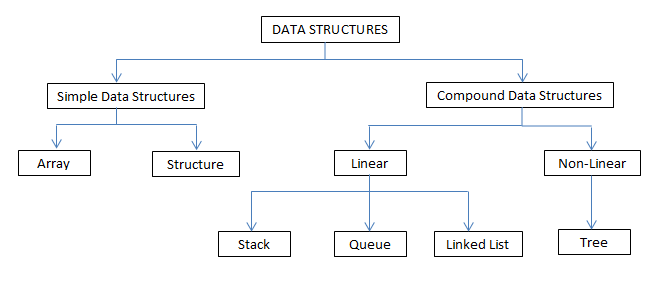 DATA STRUCTURES
Simple Data Structures
Compound Data Structures
Array
Structure
Linear
Non-Linear
Stack
Queue
Linked List
Tree